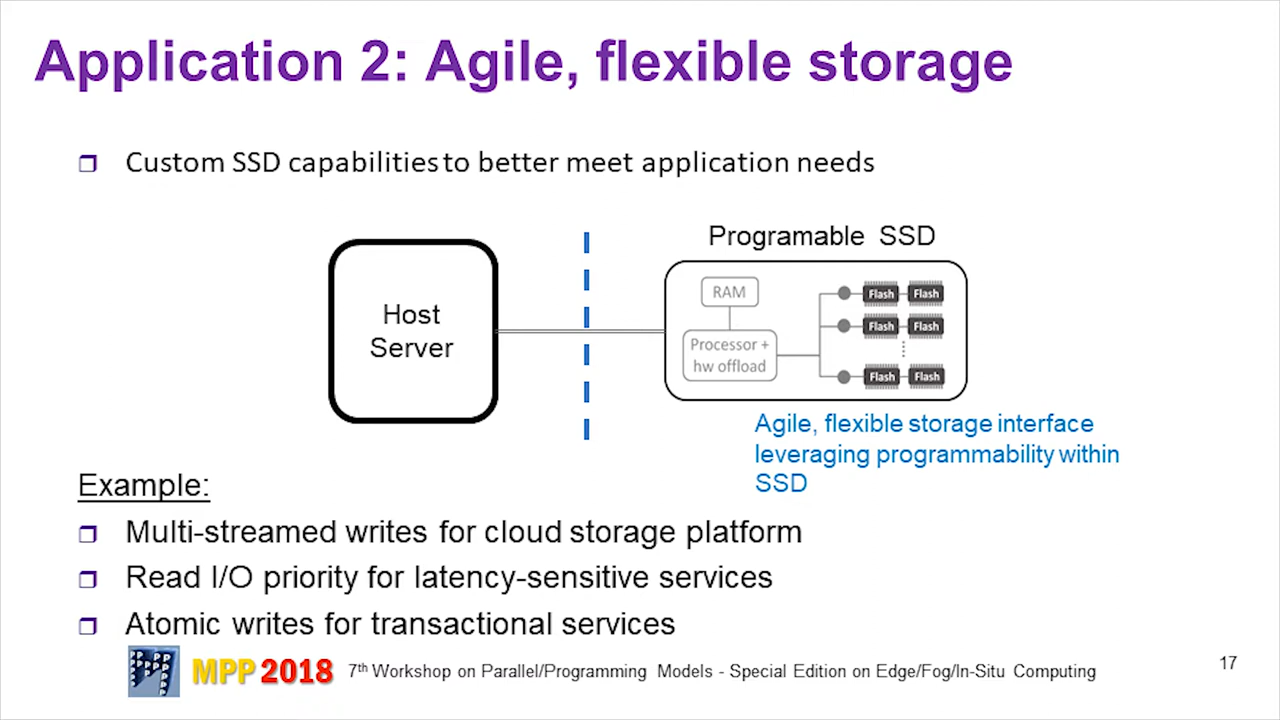 Application 2: Agile, flexible storage
Custom SSD capabilities to better meet application needs
Programable SSD
Host
Server
RAM
Processor +
hw offload
Flash Flash
Flash Flash
Flash Flash
Agile, flexible storage interface
leveraging programmability within
SSD
Example:
Multi-streamed writes for cloud storage platform
Read I/O priority for latency-sensitive services
Atomic writes for transactional services
MPP 2018 7th Workshop on Parallel/Programming Models - Special Edition on Edge/Fog/In-Situ Computing
17